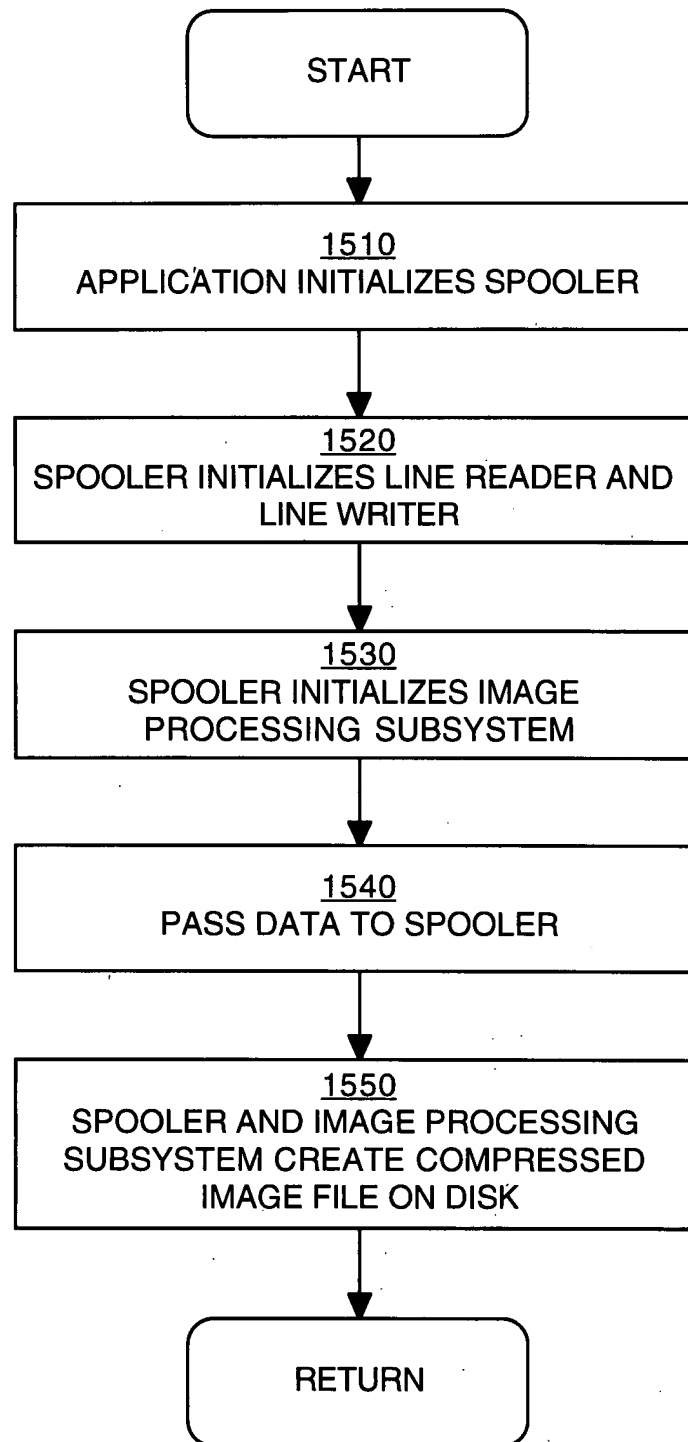 START
1510
APPLICATION INITIALIZES SPOOLER
1520
SPOOLER INITIALIZES LINE READER AND
LINE WRITER
1530
SPOOLER INITIALIZES IMAGE
PROCESSING SUBSYSTEM
1540
PASS DATA TO SPOOLER
1550
SPOOLER AND IMAGE PROCESSING
SUBSYSTEM CREATE COMPRESSED
IMAGE FILE ON DISK
RETURN